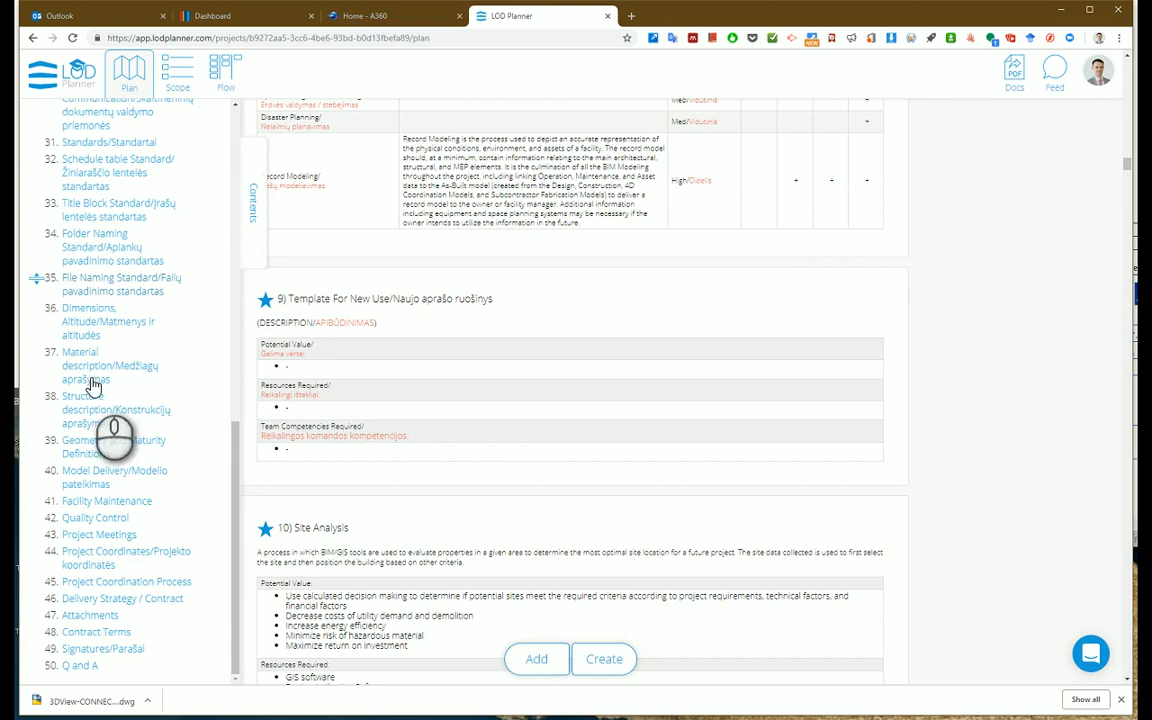 Outlook
Dashboard
Home - A360
LOD Planner
https://app.lodplanner.com/projects/b9272aa5-3cc6-4be6-93bd-b0d13fbefa89/plan
NEW
LOD
Planner
Plan
Scope
Flow
PDF
Docs
Feed
Communication/Skaitmeninių
dokumentų valdymo
priemonės
31. Standards/Standartai
32. Schedule table Standard/
Žiniaraščio lentelės
standartas
33. Title Block Standard/Įrašų
lentelės standartas
34. Folder Naming
Standard/Aplankų
pavadinimo standartas
35. File Naming Standard/Failų
pavadinimo standartas
36. Dimensions,
Altitude/Matmenys ir
altitudės
37. Material
description/Medžiagų
38. 
description/Konstrukcijų
39. 
40. Model Delivery/Modelio
pateikimas
41. Facility Maintenance
42. Quality Control
43. Project Meetings
44. Project Coordinates/Projekto
koordinatės
45. Project Coordination Process
46. Delivery Strategy / Contract
47. Attachments
48. Contract Terms
49. Signatures/Parašai
50. Q and A
Contents
Erdvės valdymas / stebėjimas
Med/Vidutinis +
Disaster Planning/
Nelaimių planavimas
Med/Vidutinis +
Record Modeling/
modeliavimas
Record Modeling is the process used to depict an accurate representation of
the physical conditions, environment, and assets of a facility. The record model
should, at a minimum, contain information relating to the main architectural,
structural, and MEP elements. It is the culmination of all the BIM Modeling
throughout the project, including linking Operation, Maintenance, and Asset
data to the As-Built model (created from the Design, Construction, 4D
Coordination Models, and Subcontractor Fabrication Models) to deliver a
record model to the owner or facility manager. Additional information
including equipment and space planning systems may be necessary if the
owner intends to utilize the information in the future.
High/Didelis + + +
9) Template For New Use/Naujo aprašo ruošinys
(DESCRIPTION/APIBŪDINIMAS)
Potential Value/
Galima vertė:
• -
Resources Required/
Reikalingi ištekliai:
• -
Team Competencies Required/
Reikalingos komandos kompetencijos:
• -
10) Site Analysis
A process in which BIM/GIS tools are used to evaluate properties in a given area to determine the most optimal site location for a future project. The site data collected is used to first select
the site and then position the building based on other criteria.
Potential Value:
• Use calculated decision making to determine if potential sites meet the required criteria according to project requirements, technical factors, and
financial factors
• Decrease costs of utility demand and demolition
• Increase energy efficiency
• Minimize risk of hazardous material
• Maximize return on investment
Resources Required:
• GIS software
Add
Create
3DView-CONNEC....dwg
Show all